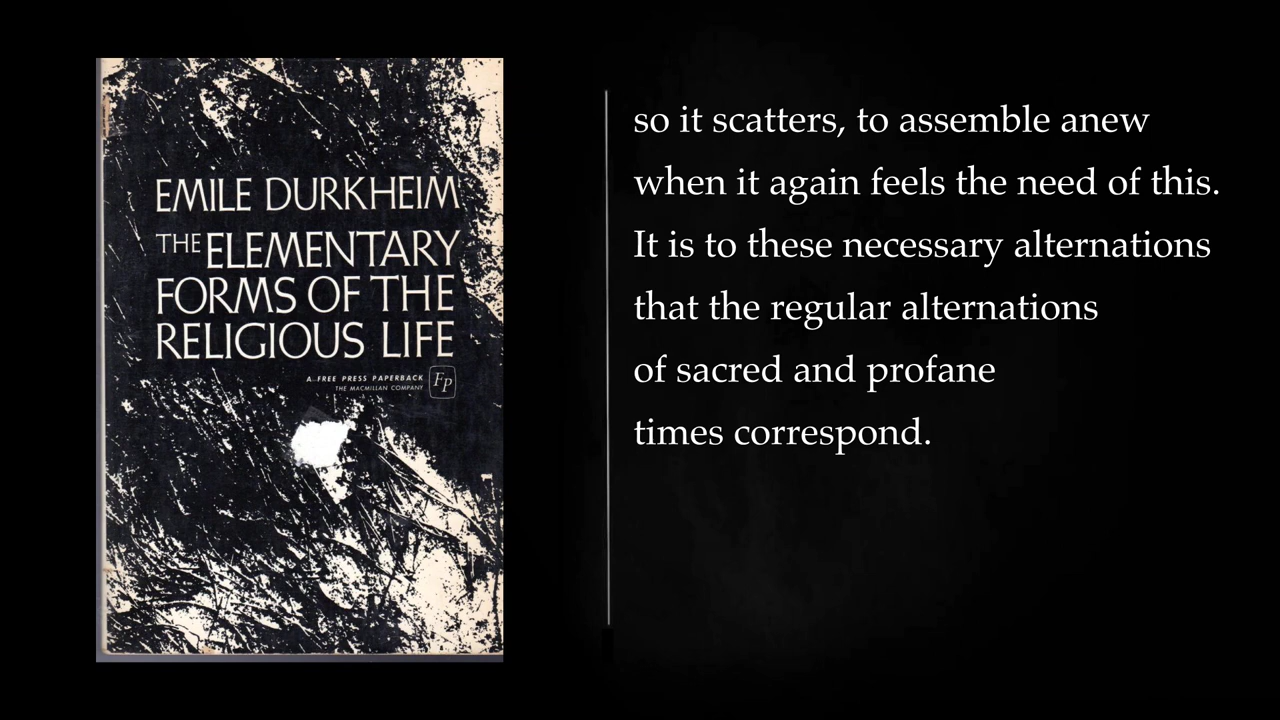 EMILE DURKHEIM
THE ELEMENTARY
FORMS OF THE
RELIGIOUS LIFE
A FREE PRESS PAPERBACK
THE MACMILLAN COMPANY
FP
so it scatters, to assemble anew
when it again feels the need of this.
It is to these necessary alternations
that the regular alternations
of sacred and profane
times correspond.